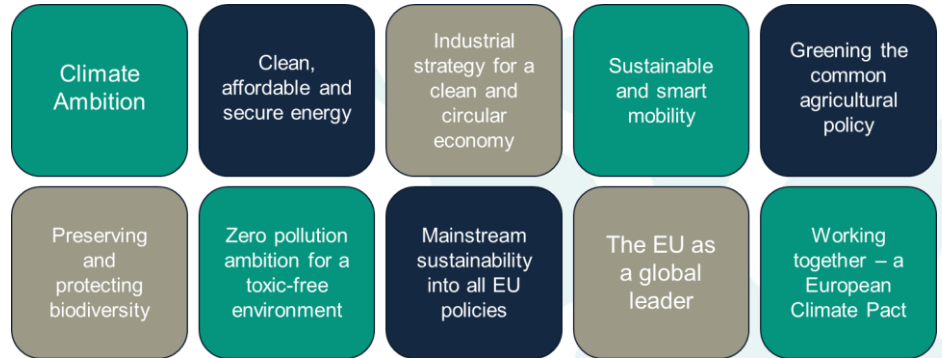 Climate
Ambition
Clean,
affordable and
secure energy
Industrial
strategy for a
clean and
circular
economy
Sustainable
and smart
mobility
Greening the
common
agricultural
policy
Preserving
and
protecting
biodiversity
Zero pollution
ambition for a
toxic-free
environment
Mainstream
sustainability
into all EU
policies
The EU as
a global
leader
Working
together – a
European
Climate Pact